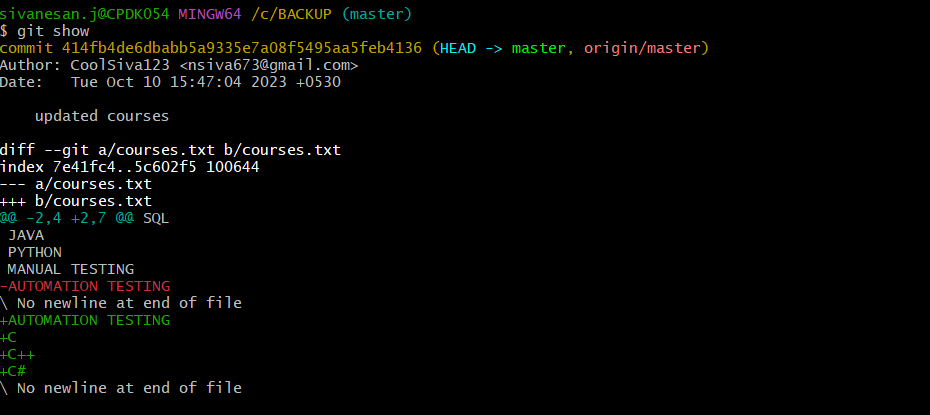 sivanesan.j@CPDK054 MINGW64 /c/BACKUP (master)
$ git show
commit 414fb4de6dbabb5a9335e7a08f5495aa5feb4136 (HEAD -> master, origin/master)
Author: CoolSiva123 <nsiva673@gmail.com>
Date:   Tue Oct 10 15:47:04 2023 +0530
    updated courses
diff --git a/courses.txt b/courses.txt
index 7e41fc4..5c602f5 100644
--- a/courses.txt
+++ b/courses.txt
@@ -2,4 +2,7 @@ SQL
 JAVA
 PYTHON
 MANUAL TESTING
-AUTOMATION TESTING
\ No newline at end of file
+AUTOMATION TESTING
+C
+C++
+C#
\ No newline at end of file